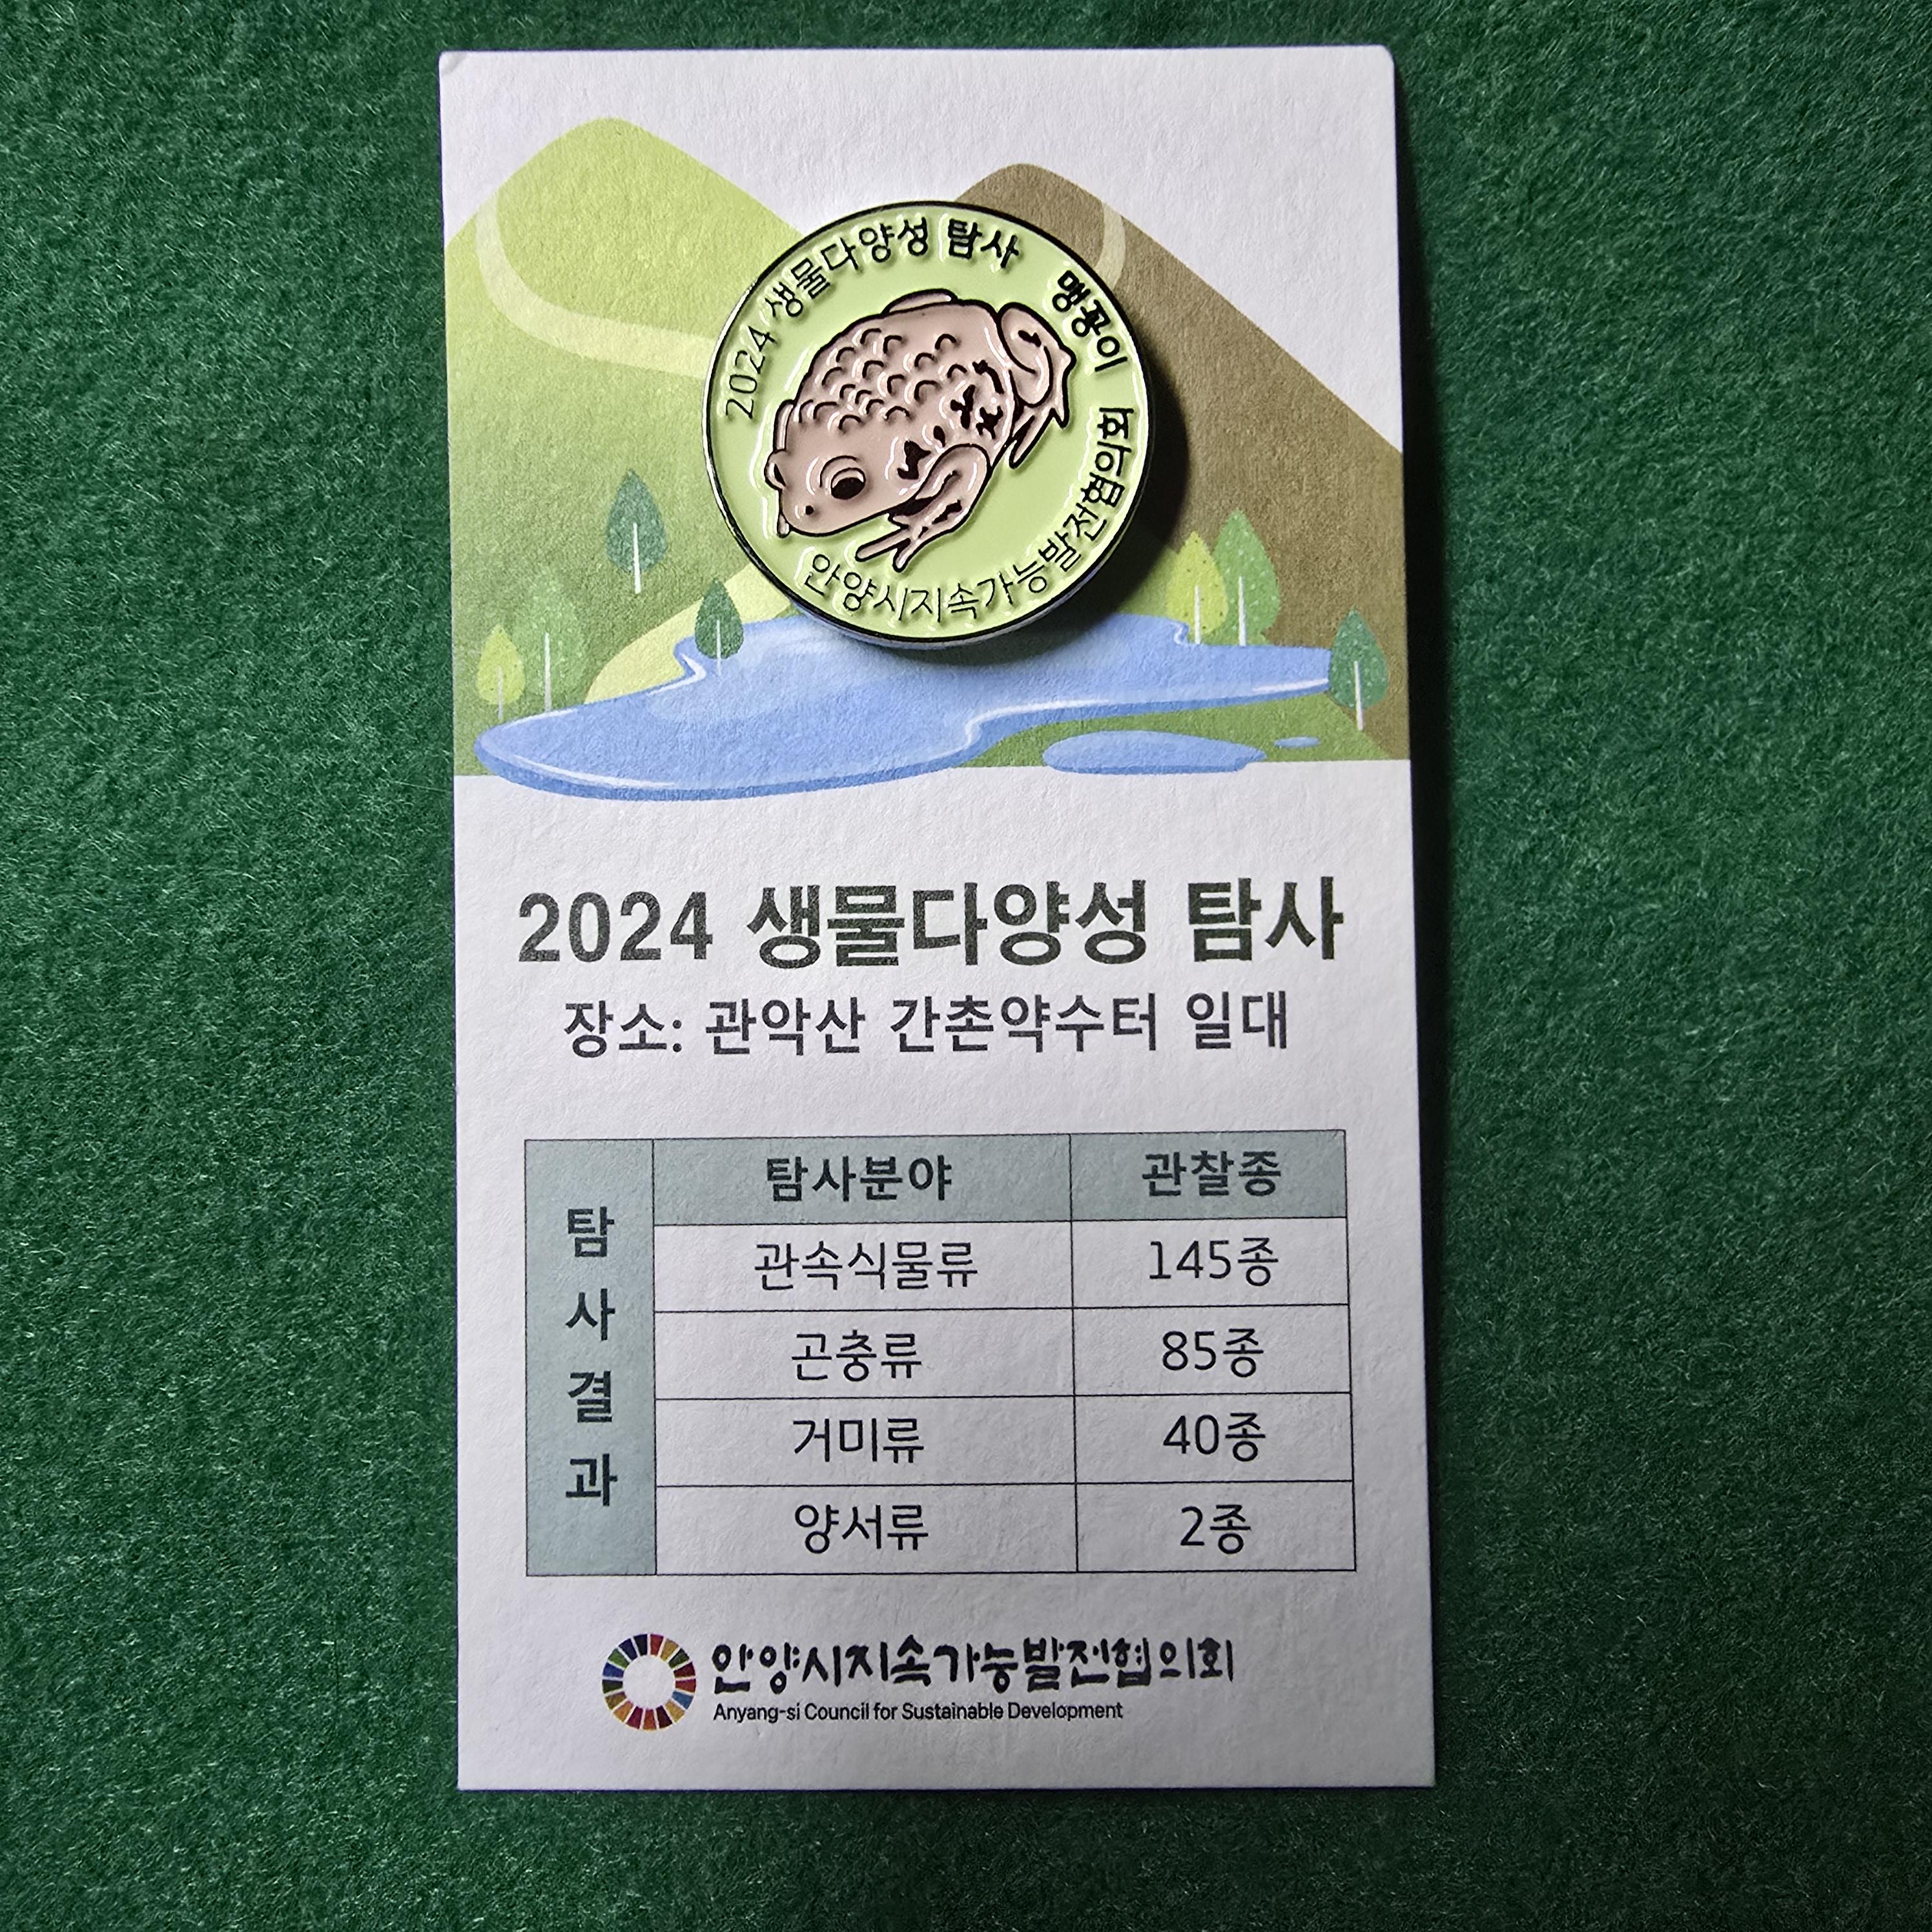 2024 생물다양성 탐사 맹꽁이
안양시지속가능발전협의회
2024 생물다양성 탐사
장소: 관악산 간촌약수터 일대
탐사결과
탐사분야 관찰종
관속식물류 145종
곤충류 85종
거미류 40종
양서류 2종
안양시지속가능발전협의회
Anyang-si Council for Sustainable Development